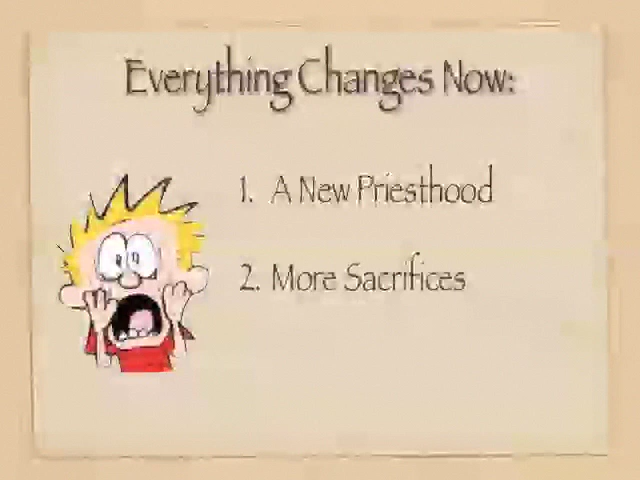 Everything Changes Now:
1. A New Priesthood
2. More Sacrifices